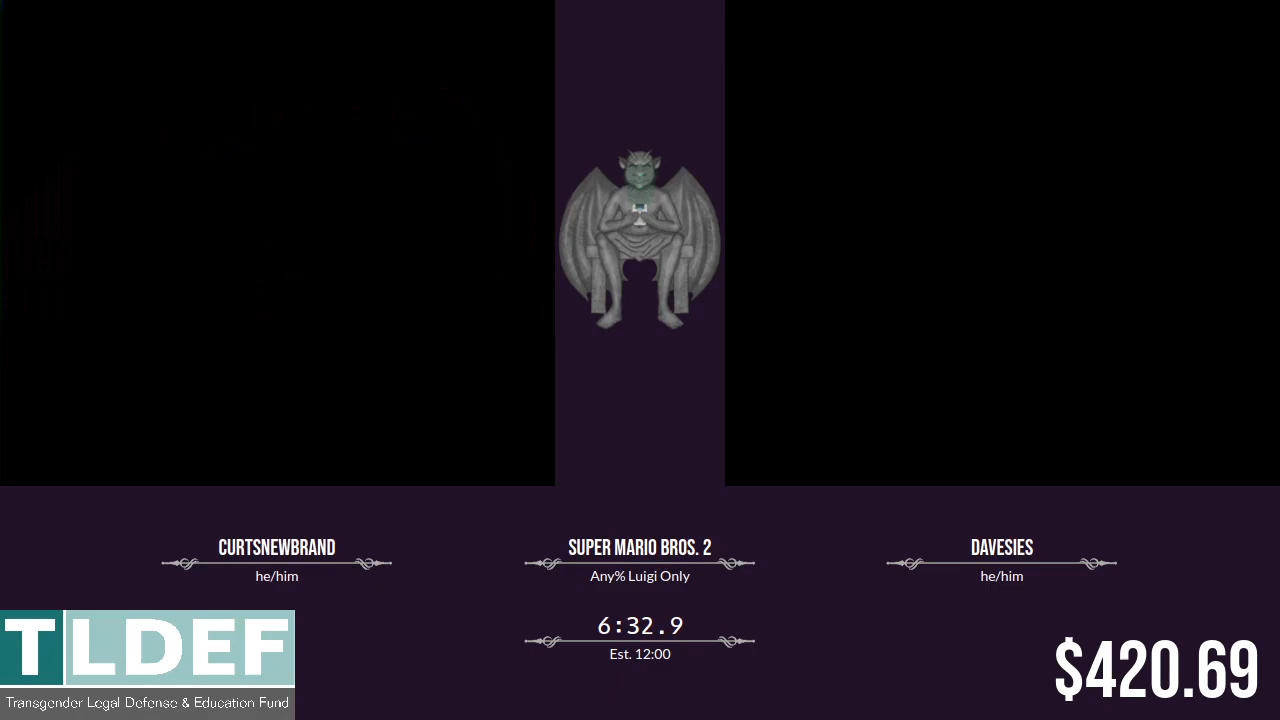 CURTSNEWBRAND
he/him
SUPER MARIO BROS. 2
Any% Luigi Only
DAVESIES
he/him
6:32.9
Est. 12:00
TLDEF
Transgender Legal Defense & Education Fund
$420.69